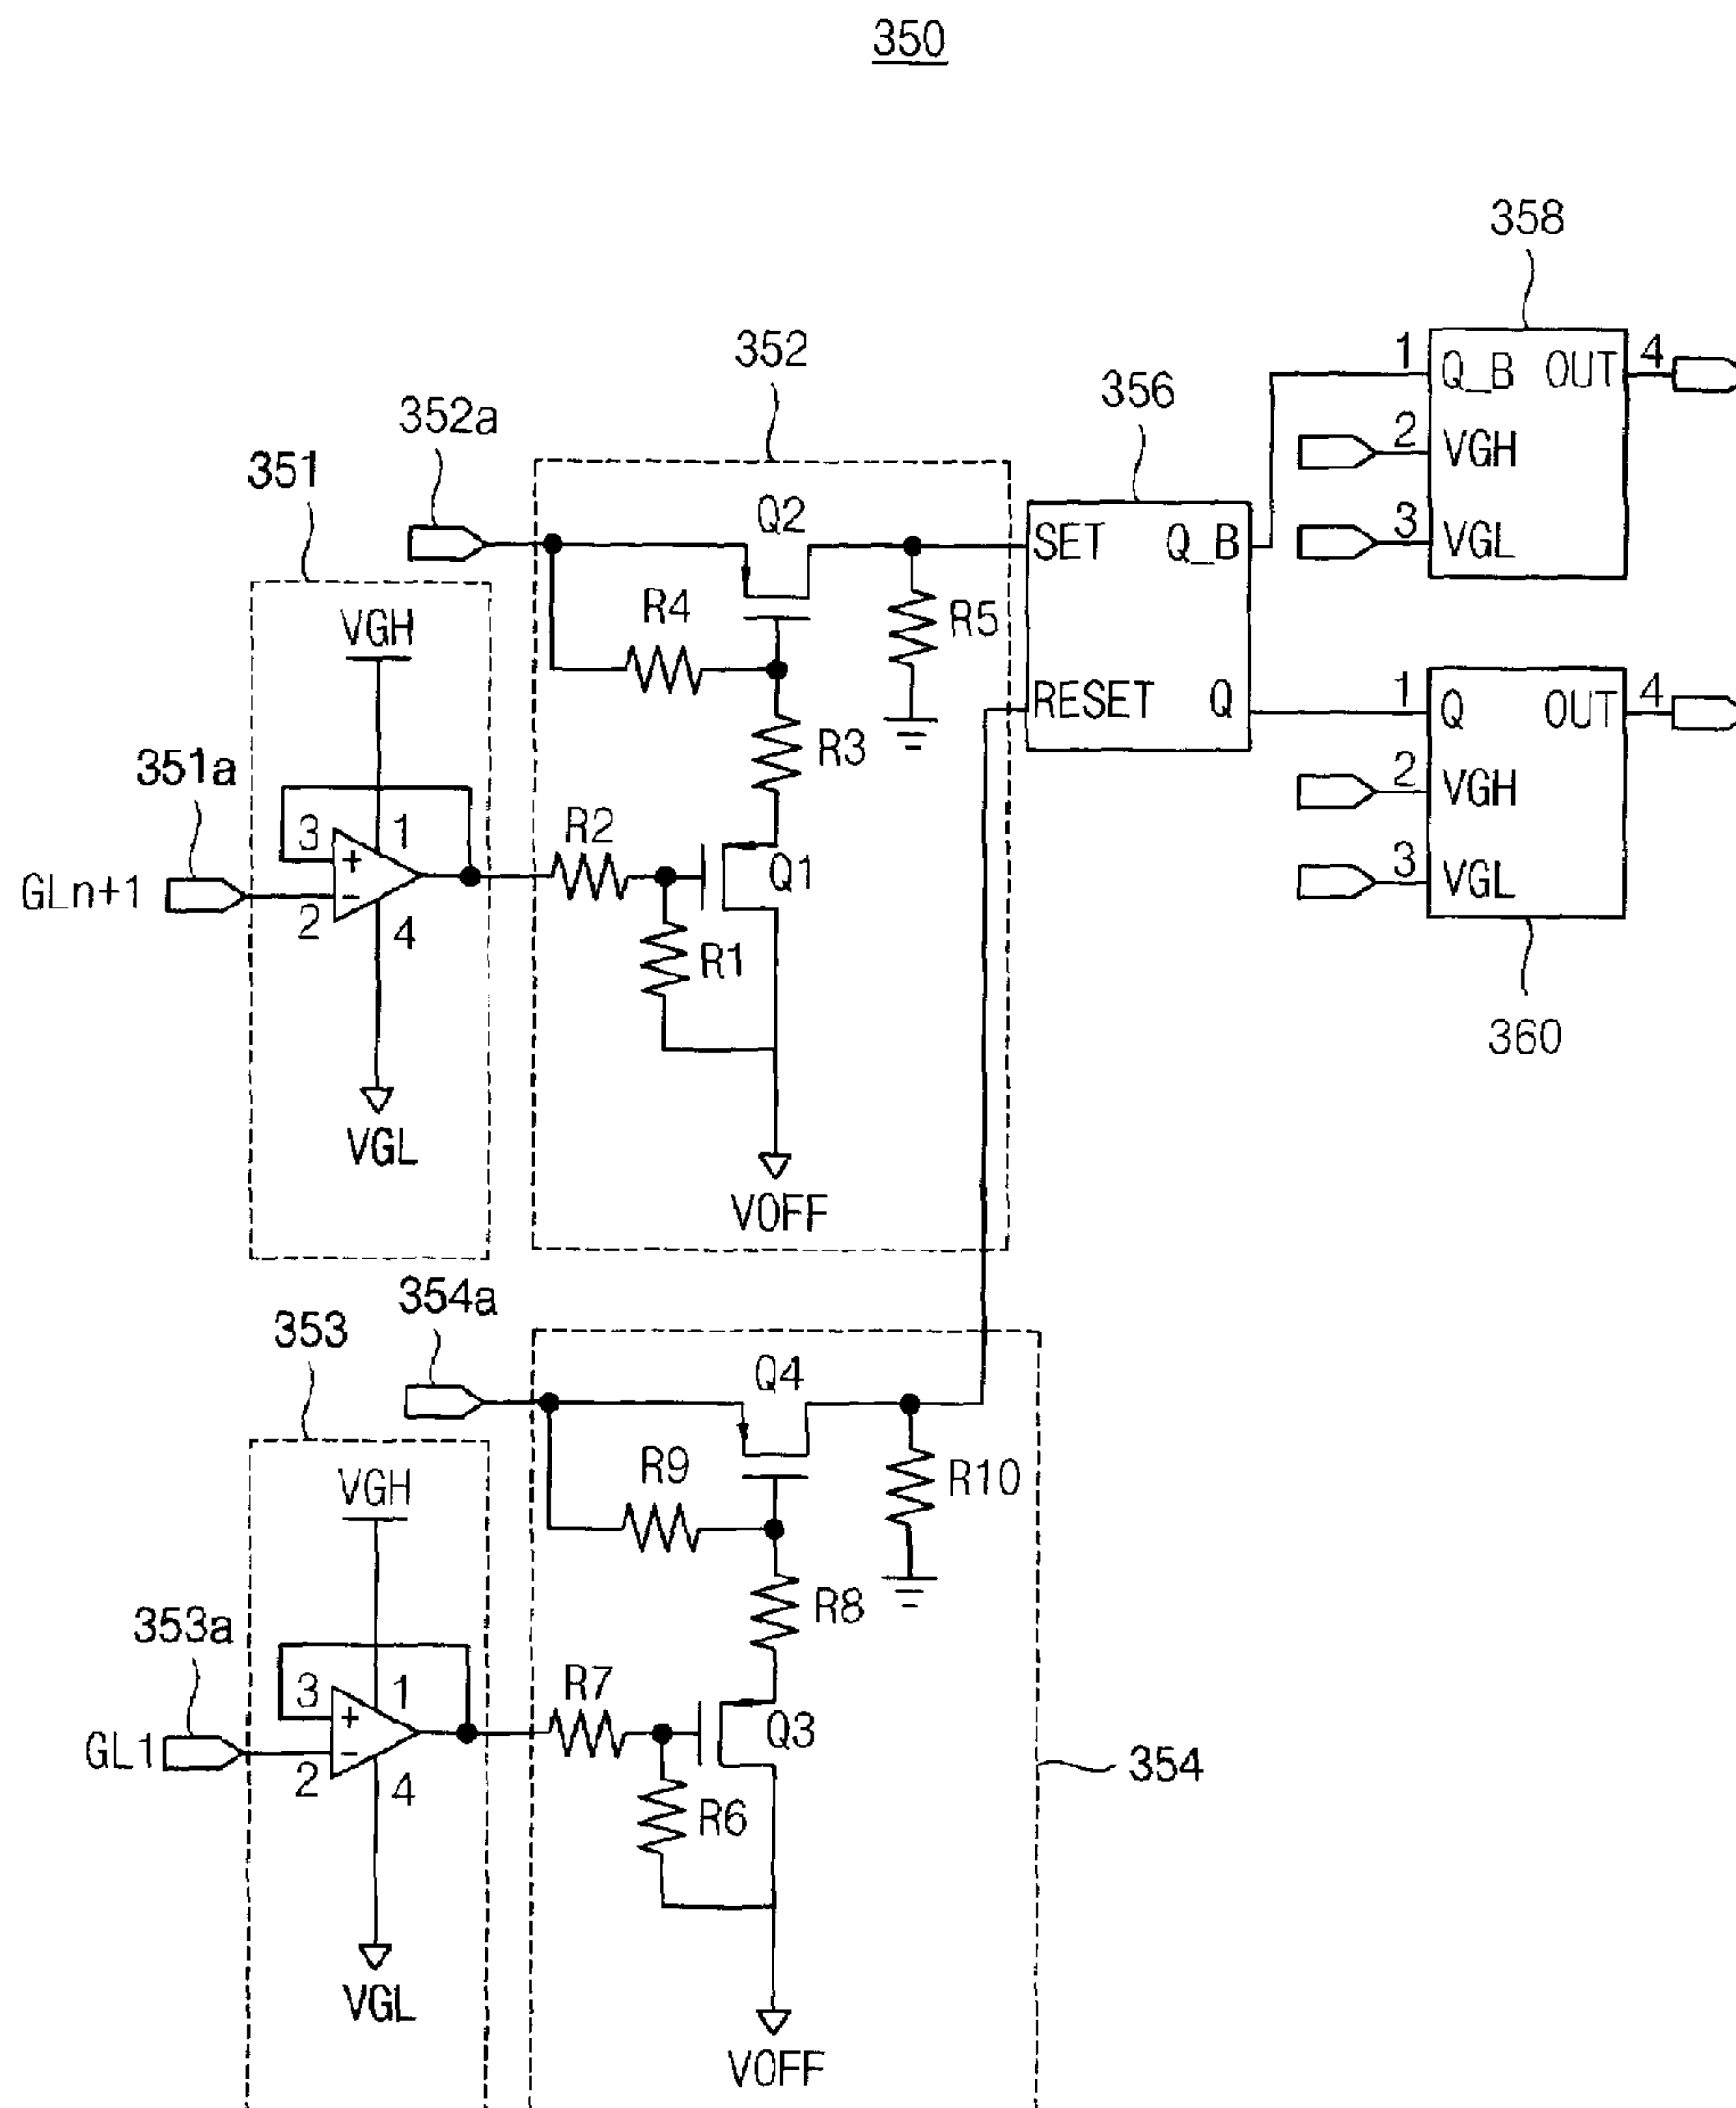 350
358
352
356
352a
351
1 Q_B OUT 4
2 VGH
3 VGL
Q2
SET Q_B
R4
R5
VGH
RESET Q
1 Q OUT 4
2 VGH
3 VGL
R3
351a
R2
3 1
+
Q1
GLn+1
-
2 4
R1
360
VGL
VOFF
354a
353
Q4
R9
R10
VGH
R8
353a
R7
3 1
+
Q3
GL1
-
2 4
354
R6
VGL
VOFF